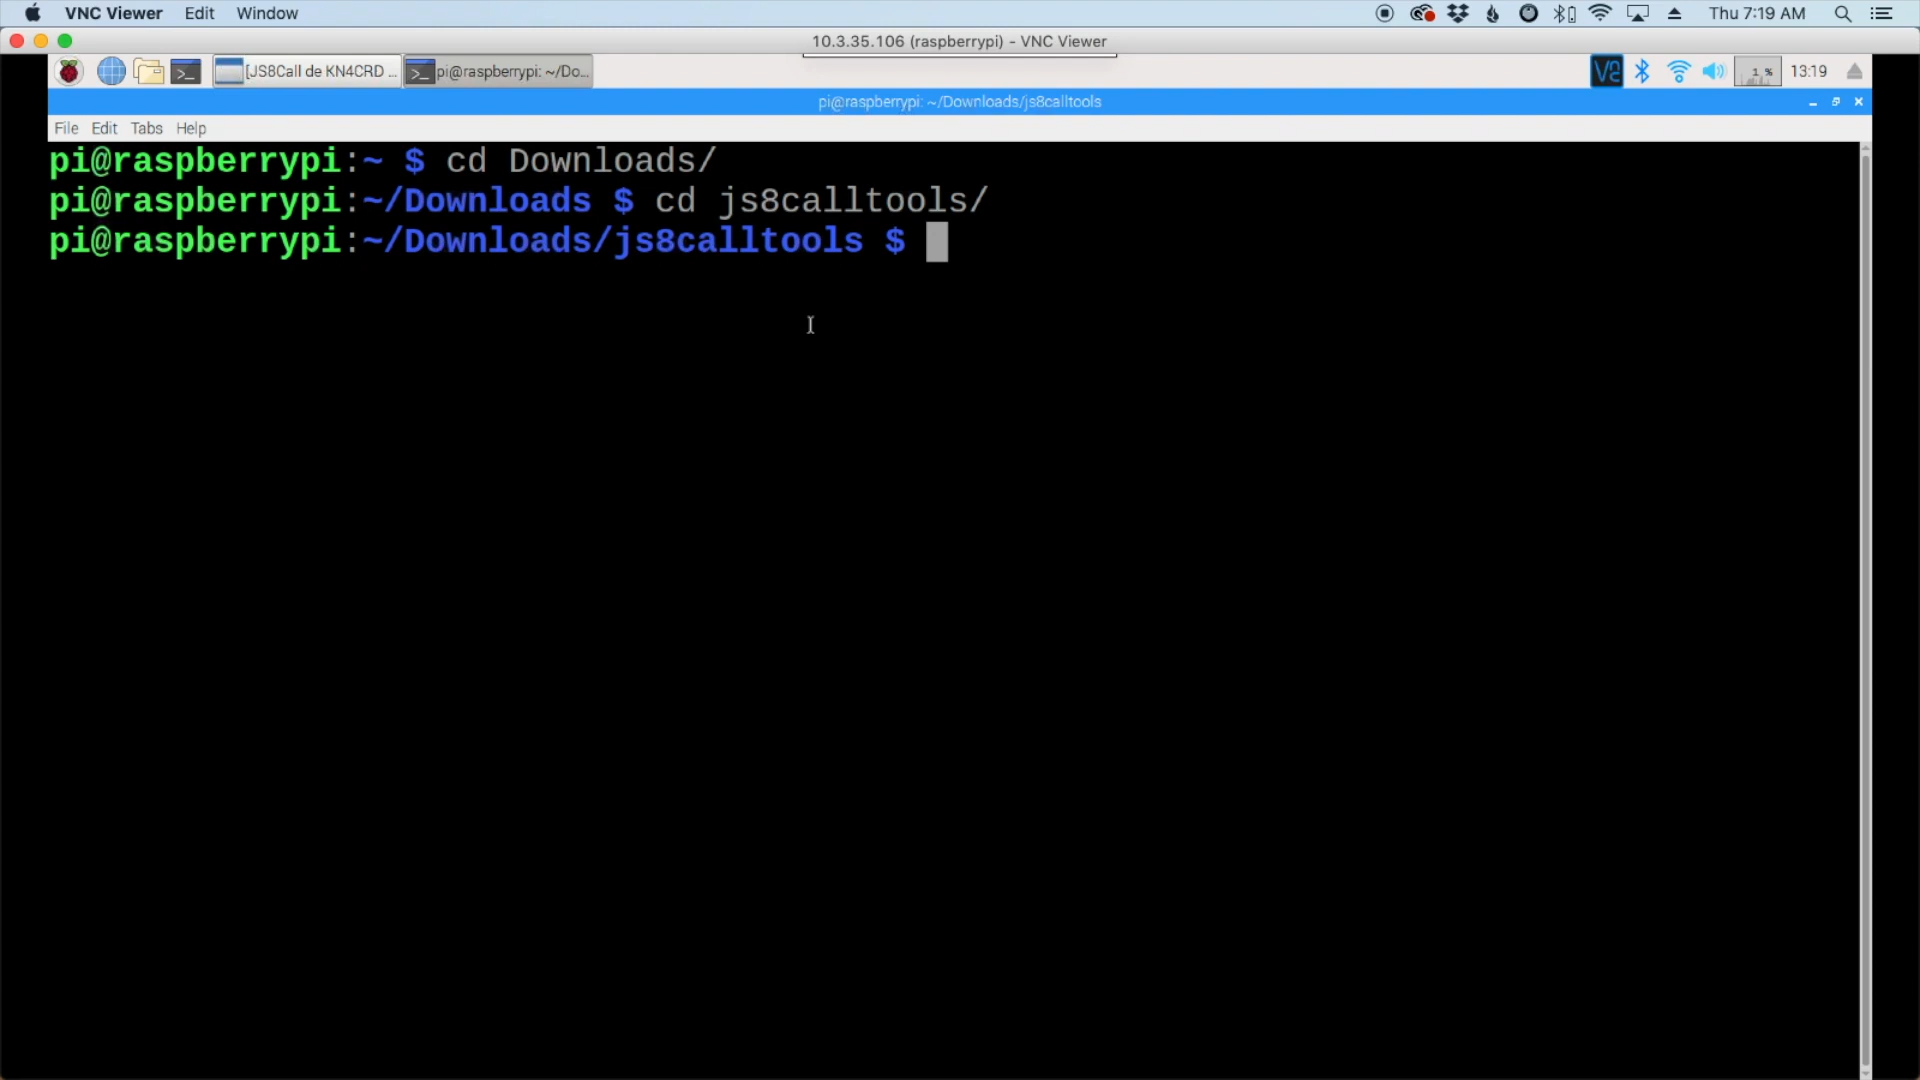 VNC Viewer Edit Window Thu 7:19 AM
10.3.35.106 (raspberrypi) - VNC Viewer
[JS8Call de KN4CRD ... pi@raspberrypi: ~/Do... 1 % 13:19
pi@raspberrypi: ~/Downloads/js8calltools
File Edit Tabs Help
pi@raspberrypi:~ $ cd Downloads/
pi@raspberrypi:~/Downloads $ cd js8calltools/
pi@raspberrypi:~/Downloads/js8calltools $